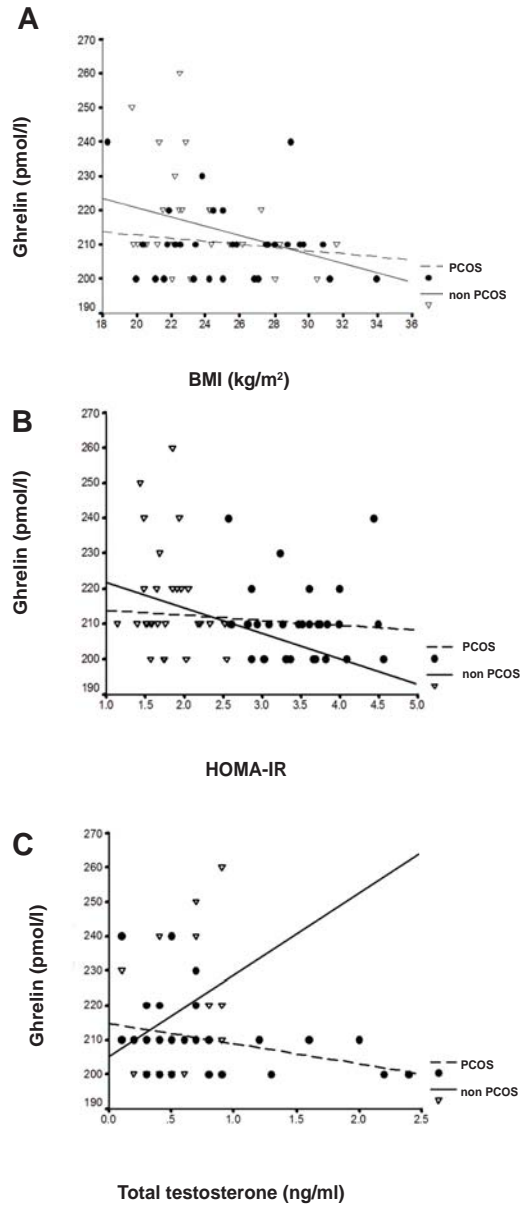 A
Ghrelin (pmol/l)
270
260
250
240
230
220
210
200
190
18 20 22 24 26 28 30 32 34 36
PCOS
non PCOS
BMI (kg/m²)
B
Ghrelin (pmol/l)
270
260
250
240
230
220
210
200
190
1.0 1.5 2.0 2.5 3.0 3.5 4.0 4.5 5.0
PCOS
non PCOS
HOMA-IR
C
Ghrelin (pmol/l)
270
260
250
240
230
220
210
200
190
0.0 .5 1.0 1.5 2.0 2.5
PCOS
non PCOS
Total testosterone (ng/ml)